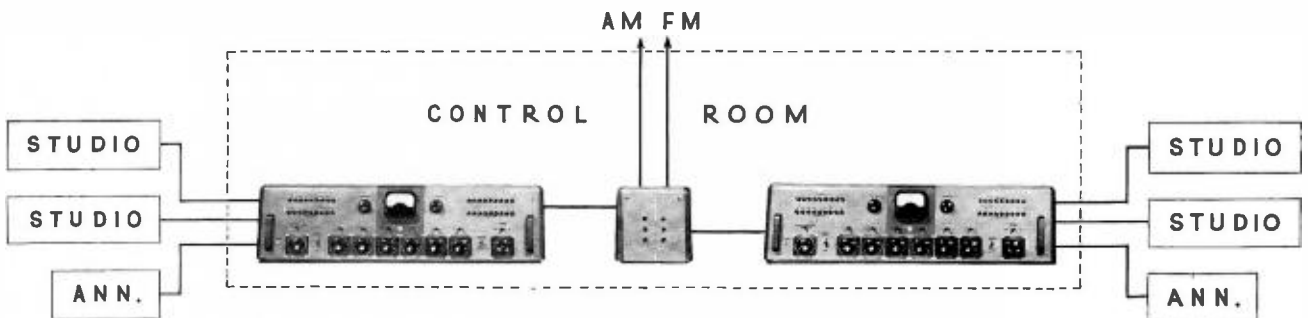 AM FM
CONTROL ROOM
STUDIO
STUDIO
ANN.
STUDIO
STUDIO
ANN.